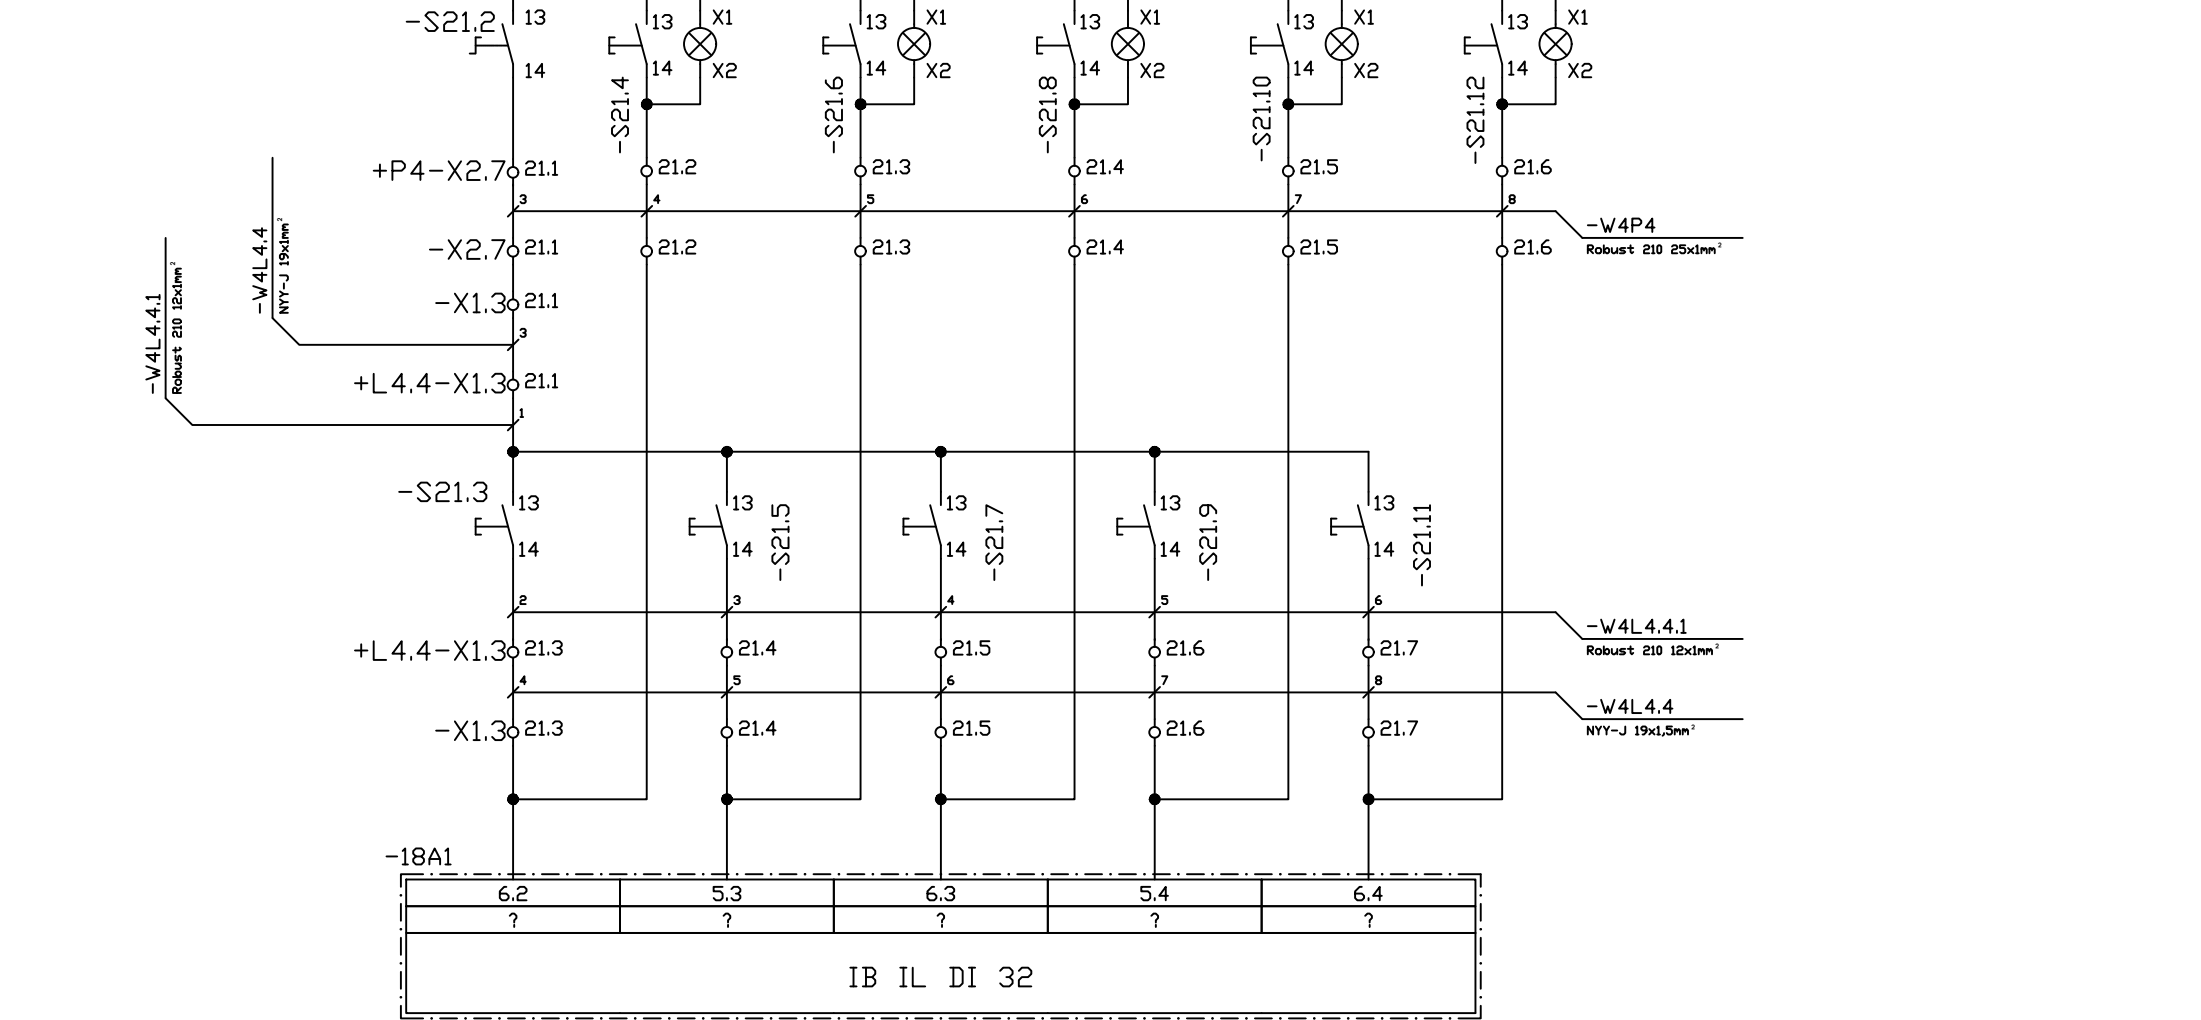 -S21.2
13
13
X1
13
X1
13
X1
13
X1
13
X1
14
14
X2
14
X2
14
X2
14
X2
14
X2
-S21.4
-S21.6
-S21.8
-S21.10
-S21.12
+P4-X2.7
21.1
21.2
21.3
21.4
21.5
21.6
3
4
5
6
7
8
-W4P4
Robust 210 25x1mm²
-X2.7
21.1
21.2
21.3
21.4
21.5
21.6
-W4L4.4
NYY-J 19x1mm²
-W4L4.4.1
Robust 210 12x1mm²
-X1.3
21.1
3
+L4.4-X1.3
21.1
1
-S21.3
13
13
13
13
13
14
14
14
14
14
-S21.5
-S21.7
-S21.9
-S21.11
2
3
4
5
6
-W4L4.4.1
Robust 210 12x1mm²
+L4.4-X1.3
21.3
21.4
21.5
21.6
21.7
4
5
6
7
8
-W4L4.4
NYY-J 19x1,5mm²
-X1.3
21.3
21.4
21.5
21.6
21.7
-18A1
6.2
5.3
6.3
5.4
6.4
?
?
?
?
?
IB IL DI 32